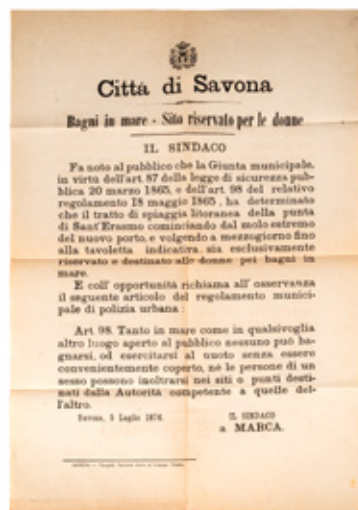 Città di Savona
Bagni in mare - Sito riservato per le donne
IL SINDACO
Fa noto al pubblico che la Giunta municipale,
in virtù dell'art. 87 della legge di sicurezza pub-
blica 20 marzo 1865, e dell'art. 98 del relativo
regolamento 18 maggio 1865, ha determinato
che il tratto di spiaggia litoranea della punta
di Sant'Erasmo cominciando dal molo estremo
del nuovo porto, e volgendo a mezzogiorno fino
alla tavoletta indicativa, sia esclusivamente
riservato e destinato alle donne pei bagni in
mare.
E coll' opportunità richiama all' osservanza
il seguente articolo del regolamento munici-
pale di polizia urbana:
Art. 98. Tanto in mare come in qualsivoglia
altro luogo aperto al pubblico nessuno può ba-
gnarsi, od esercitarsi al nuoto senza essere
convenientemente coperto, nè le persone di un
sesso possono inoltrarsi nei siti o punti desti-
nati dalla Autorità competente a quelle del-
l'altro.
Savona, 5 Luglio
IL SINDACO
MARCA.